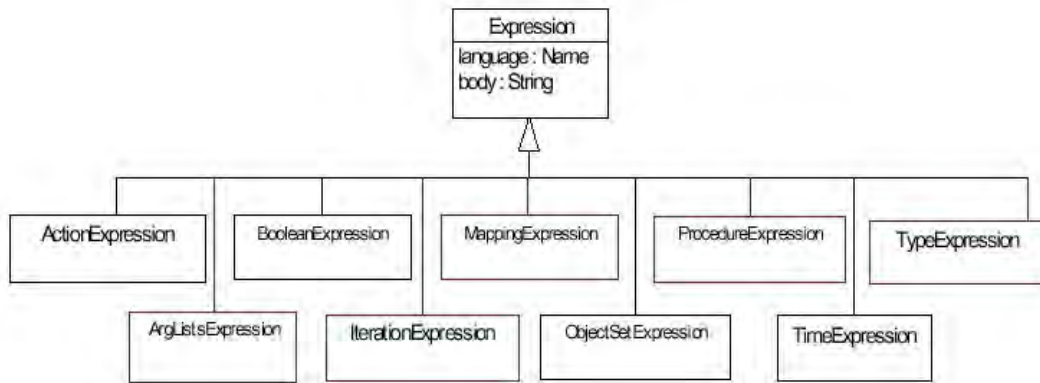 Expression
language : Name
body : String
ActionExpression
BooleanExpression
MappingExpression
ProcedureExpression
TypeExpression
ArgListsExpression
IterationExpression
ObjectSetExpression
TimeExpression